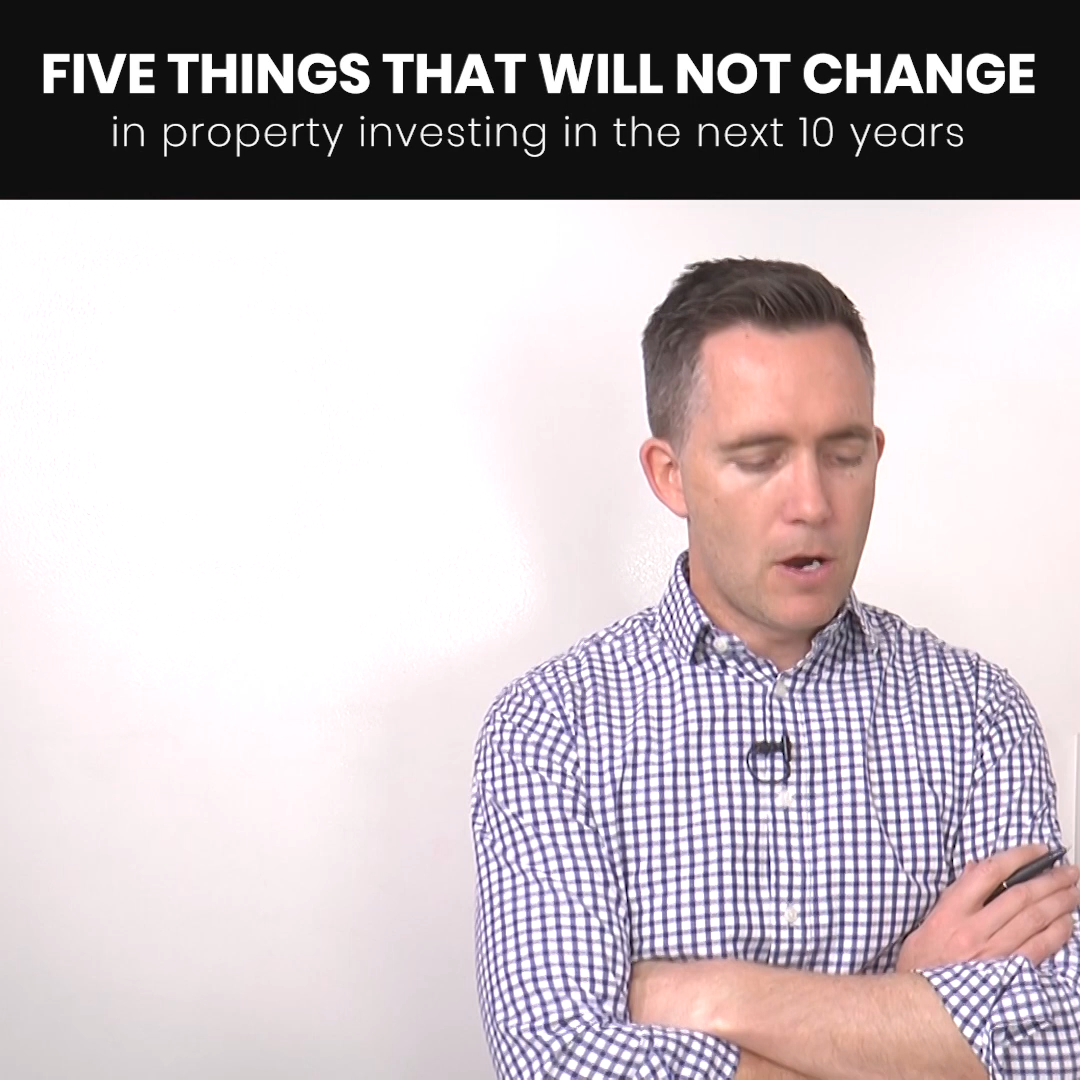 FIVE THINGS THAT WILL NOT CHANGE
in property investing in the next 10 years